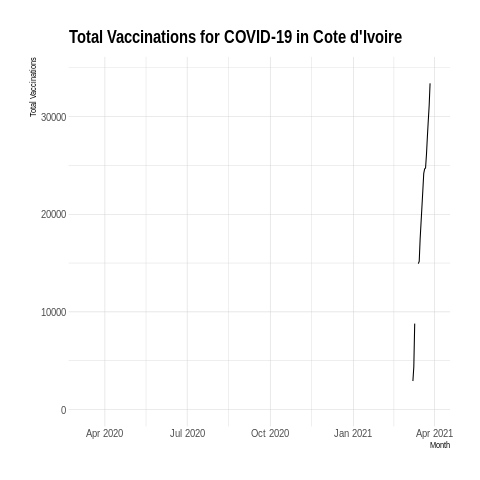 Total Vaccinations for COVID-19 in Cote d'Ivoire
Total Vaccinations
30000
20000
10000
0
Apr 2020 Jul 2020 Oct 2020 Jan 2021 Apr 2021
Month